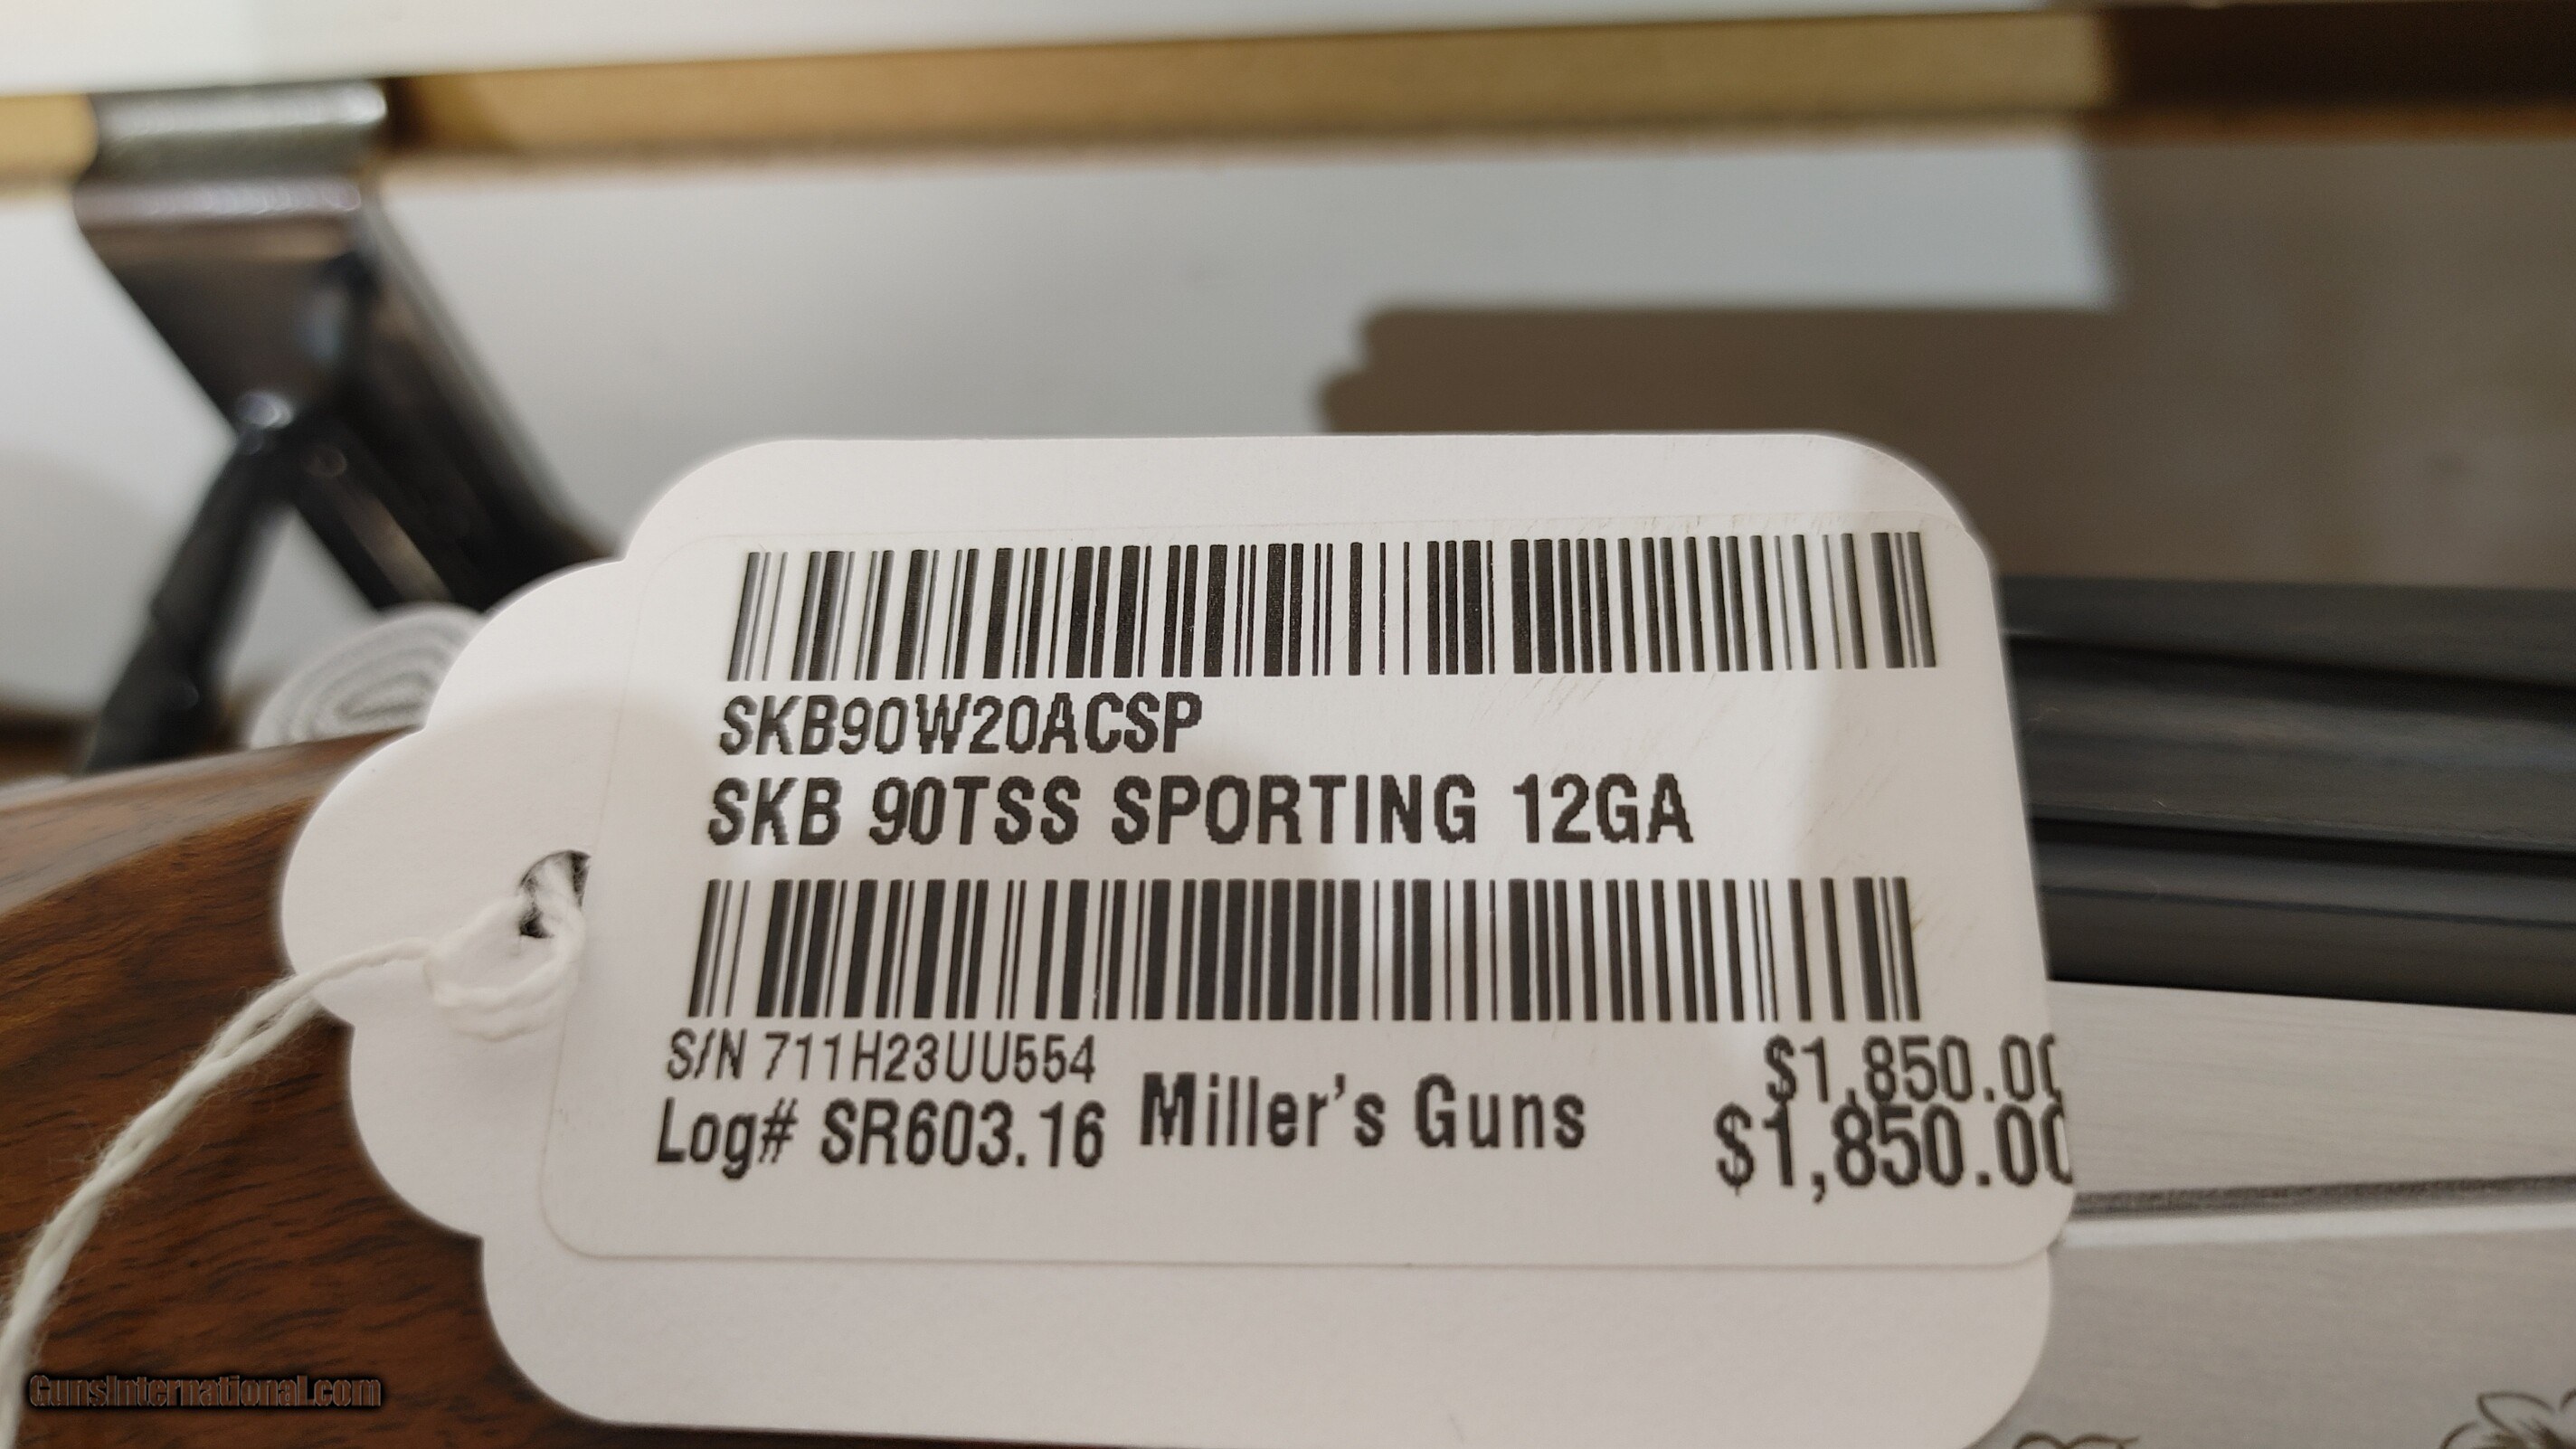 SKB90W20ACSP
SKB 90TSS SPORTING 12GA
S/N 711H23UU554
$1,850.00
Log# SR603.16
Miller's Guns
$1,850.00
GunsInternational.com